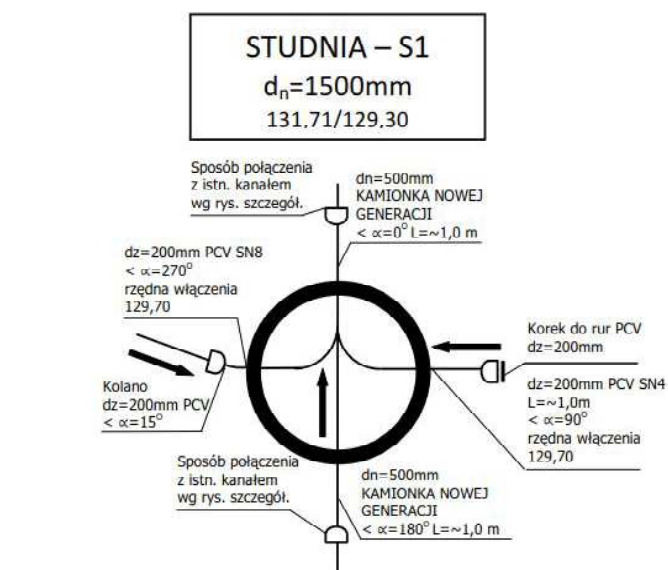 STUDNIA – S1
dₙ=1500mm
131,71/129,30
Sposób połączenia
z istn. kanałem
wg rys. szczegół.
dn=500mm
KAMIONKA NOWEJ
GENERACJI
< α=0° L=~1,0 m
dz=200mm PCV SN8
< α=270°
rzędna włączenia
129,70
Korek do rur PCV
dz=200mm
Kolano
dz=200mm PCV
< α=15°
dz=200mm PCV SN4
L=~1,0m
< α=90°
rzędna włączenia
129,70
Sposób połączenia
z istn. kanałem
wg rys. szczegół.
dn=500mm
KAMIONKA NOWEJ
GENERACJI
< α=180° L=~1,0 m